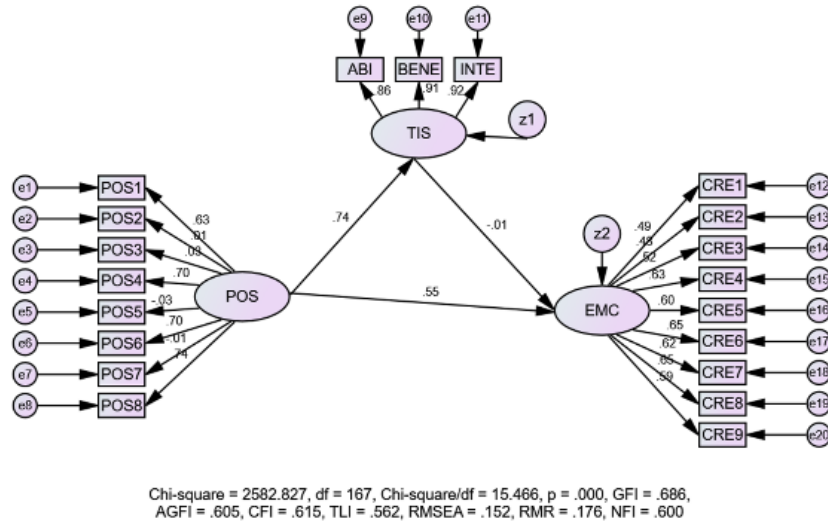 e9 e10 e11
ABI BENE INTE
.86 .91 .92
TIS z1
e1 POS1
e2 POS2
e3 POS3
e4 POS4
e5 POS5
e6 POS6
e7 POS7
e8 POS8
.63
.01
.03
.70
-.03
.70
-.01
.74
POS
.74
-.01
.55
z2
EMC
.49
.48
.52
.63
.60
.65
.62
.65
.59
CRE1 e12
CRE2 e13
CRE3 e14
CRE4 e15
CRE5 e16
CRE6 e17
CRE7 e18
CRE8 e19
CRE9 e20
Chi-square = 2582.827, df = 167, Chi-square/df = 15.466, p = .000, GFI = .686,
AGFI = .605, CFI = .615, TLI = .562, RMSEA = .152, RMR = .176, NFI = .600